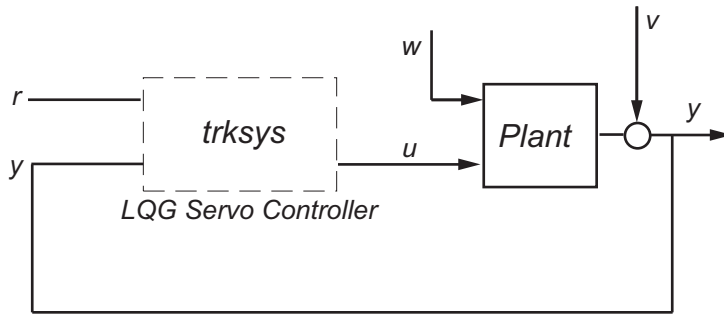 v
w
r
trksys
Plant
y
y
u
LQG Servo Controller